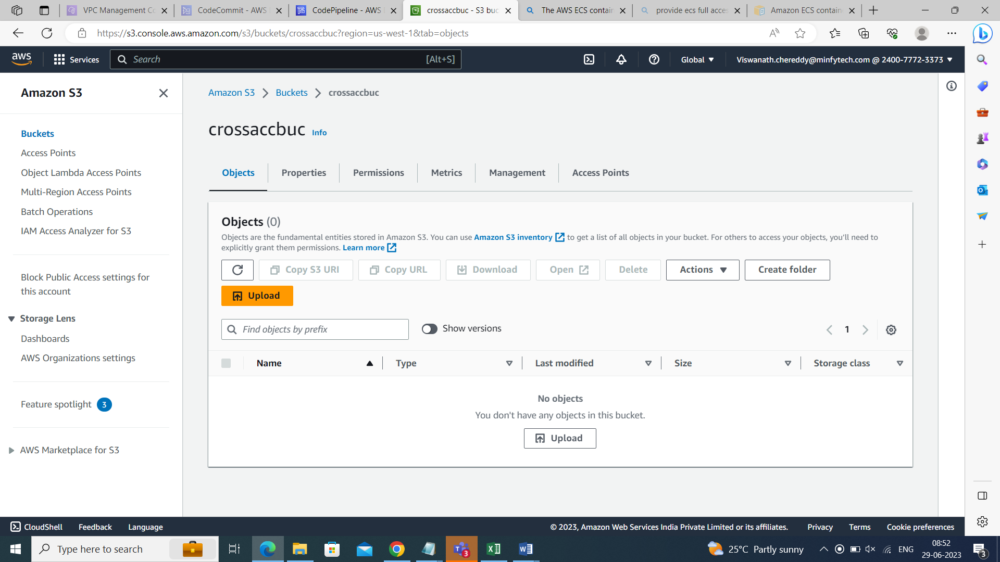 VPC Management Co
CodeCommit - AWS
CodePipeline - AWS
crossaccbuc - S3 buc
The AWS ECS contain
provide ecs full acces
Amazon ECS contain
https://s3.console.aws.amazon.com/s3/buckets/crossaccbuc?region=us-west-1&tab=objects
aws
Services
Search
[Alt+S]
Global
Viswanath.chereddy@minfytech.com @ 2400-7772-3373
Amazon S3
Buckets
Access Points
Object Lambda Access Points
Multi-Region Access Points
Batch Operations
IAM Access Analyzer for S3
Block Public Access settings for
this account
Storage Lens
Dashboards
AWS Organizations settings
Feature spotlight 3
AWS Marketplace for S3
Amazon S3 > Buckets > crossaccbuc
crossaccbuc Info
Objects
Properties
Permissions
Metrics
Management
Access Points
Objects (0)
Objects are the fundamental entities stored in Amazon S3. You can use Amazon S3 inventory to get a list of all objects in your bucket. For others to access your objects, you’ll need to
explicitly grant them permissions. Learn more
Copy S3 URI
Copy URL
Download
Open
Delete
Actions
Create folder
Upload
Find objects by prefix
Show versions
1
Name
Type
Last modified
Size
Storage class
No objects
You don't have any objects in this bucket.
Upload
CloudShell
Feedback
Language
© 2023, Amazon Web Services India Private Limited or its affiliates.
Privacy
Terms
Cookie preferences
Type here to search
3
25°C Partly sunny
ENG
08:52
29-06-2023
3